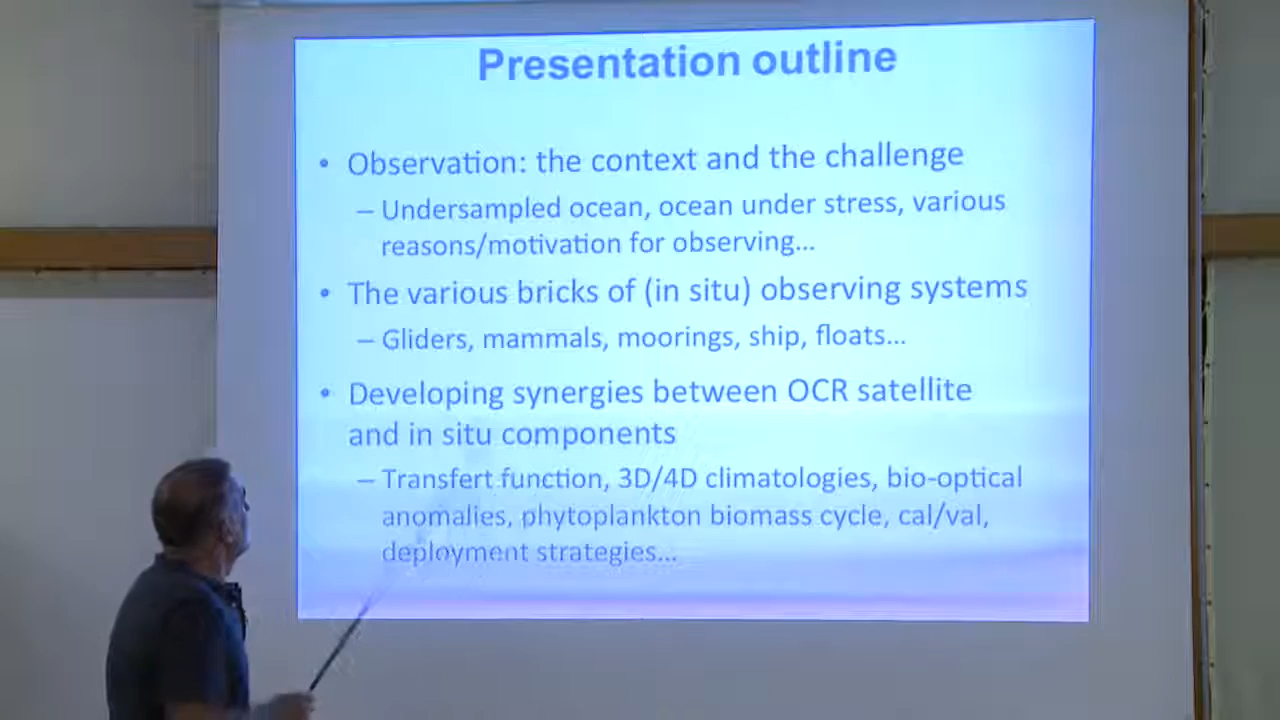 Presentation outline
• Observation: the context and the challenge
– Undersampled ocean, ocean under stress, various
reasons/motivation for observing...
• The various bricks of (in situ) observing systems
– Gliders, mammals, moorings, ship, floats...
• Developing synergies between OCR satellite
and in situ components
– Transfert function, 3D/4D climatologies, bio-optical
anomalies, phytoplankton biomass cycle, cal/val,
deployment strategies...